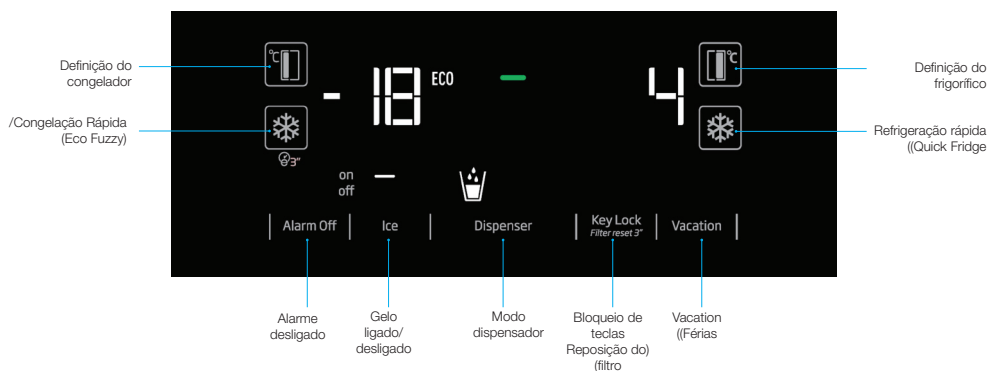 Definição do
congelador
/Congelação Rápida
(Eco Fuzzy)
°C
- 18 ECO
3"
on
off
4
°C
Definição do
frigorífico
Refrigeração rápida
((Quick Fridge
Alarm Off
Ice
Dispenser
Key Lock
Filter reset 3"
Vacation
Alarme
desligado
Gelo
ligado/
desligado
Modo
dispensador
Bloqueio de
teclas
Reposição do)
(filtro
Vacation
((Férias